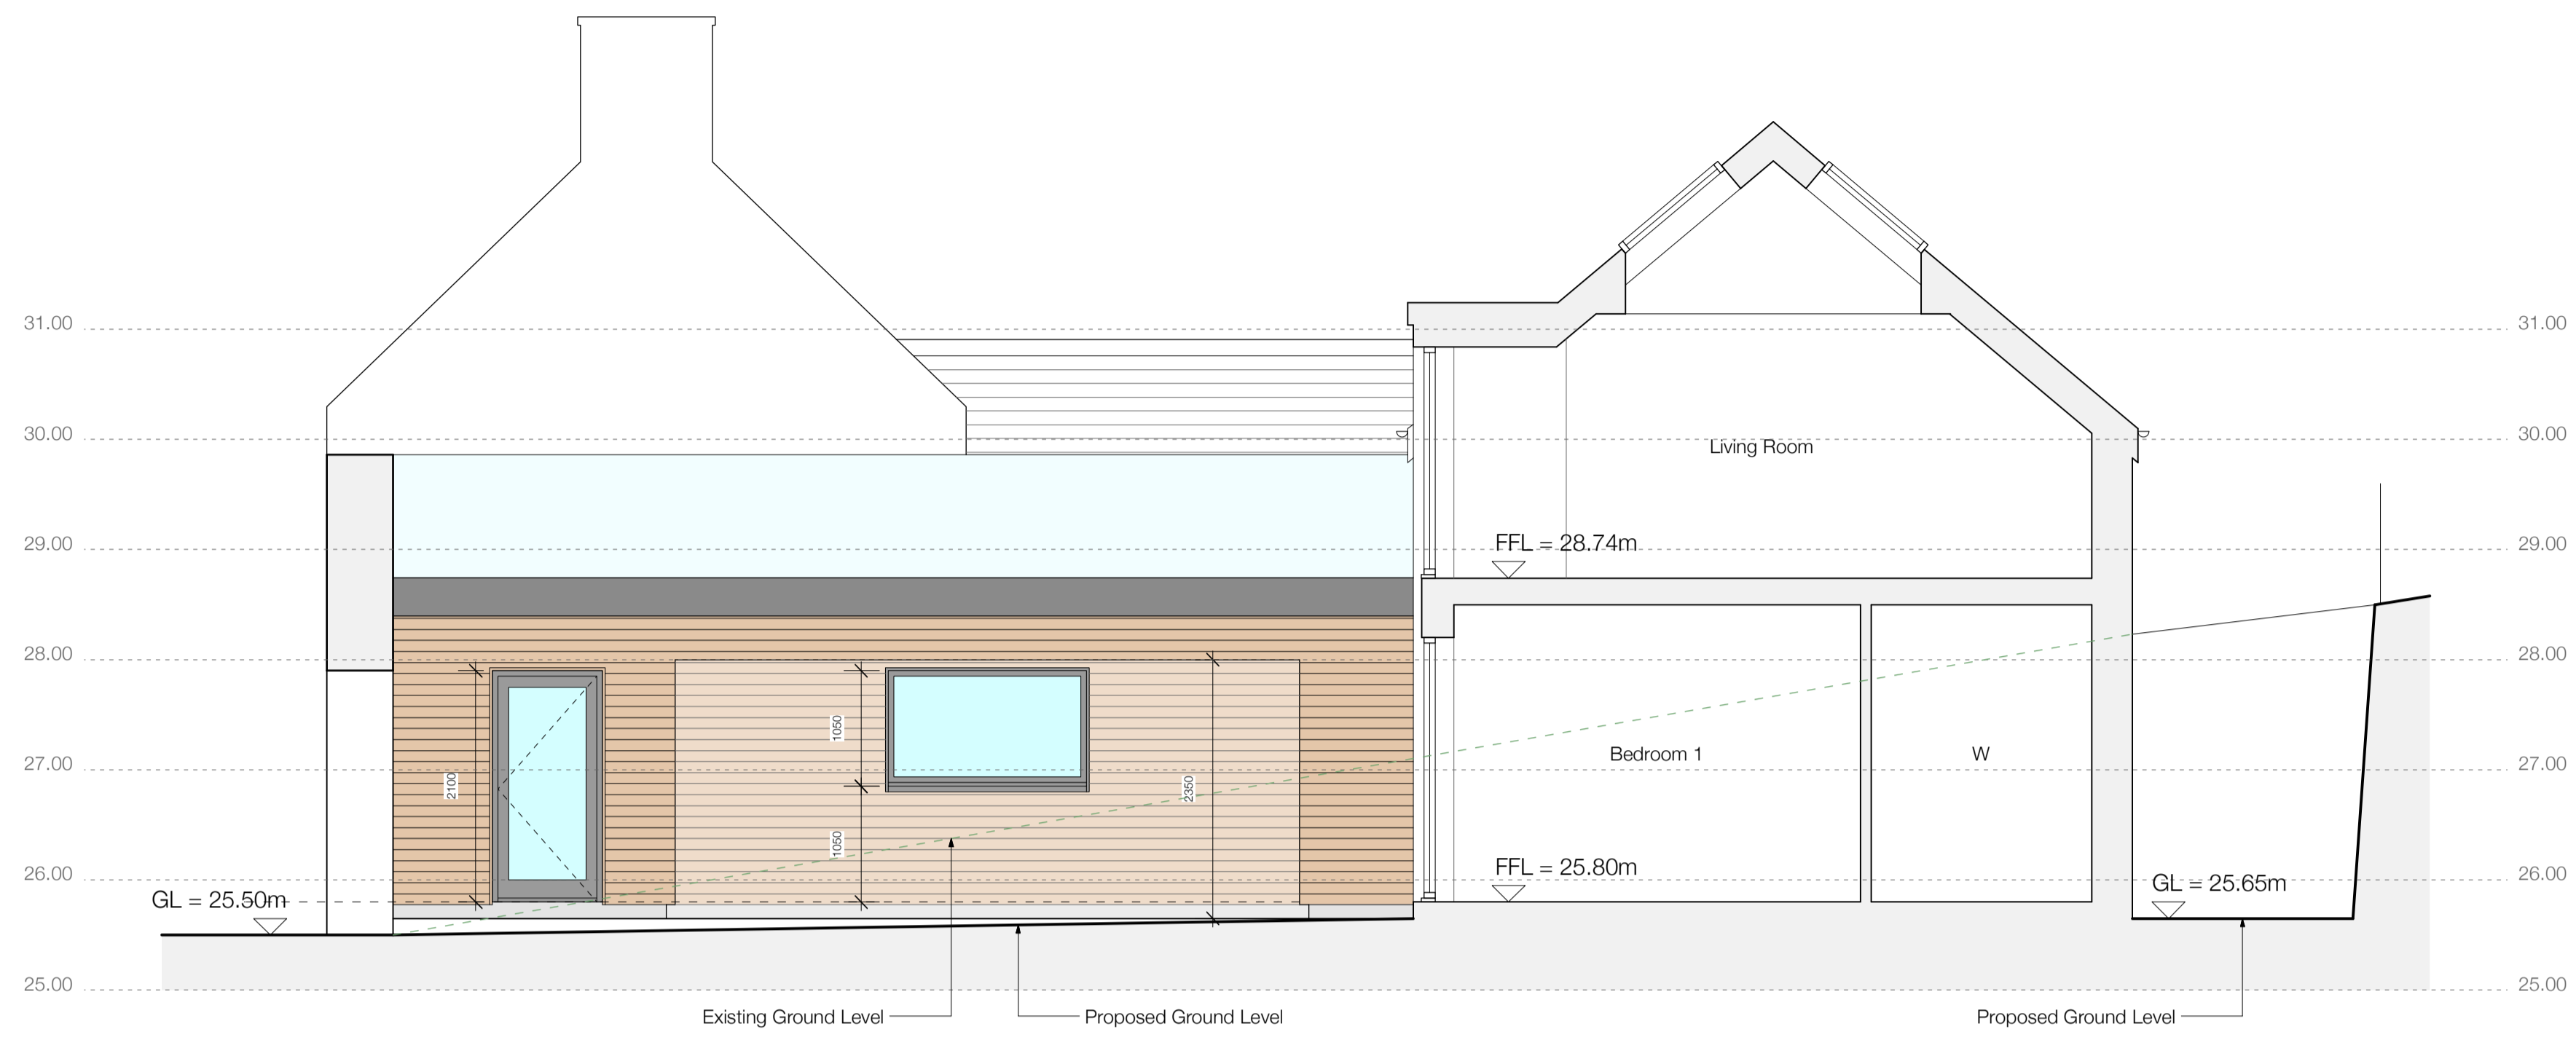 31.00
31.00
30.00
30.00
Living Room
29.00
FFL = 28.74m
29.00
28.00
28.00
1050
27.00
2100
2350
Bedroom 1
W
27.00
1050
26.00
FFL = 25.80m
26.00
GL = 25.50m
GL = 25.65m
25.00
25.00
Existing Ground Level
Proposed Ground Level
Proposed Ground Level